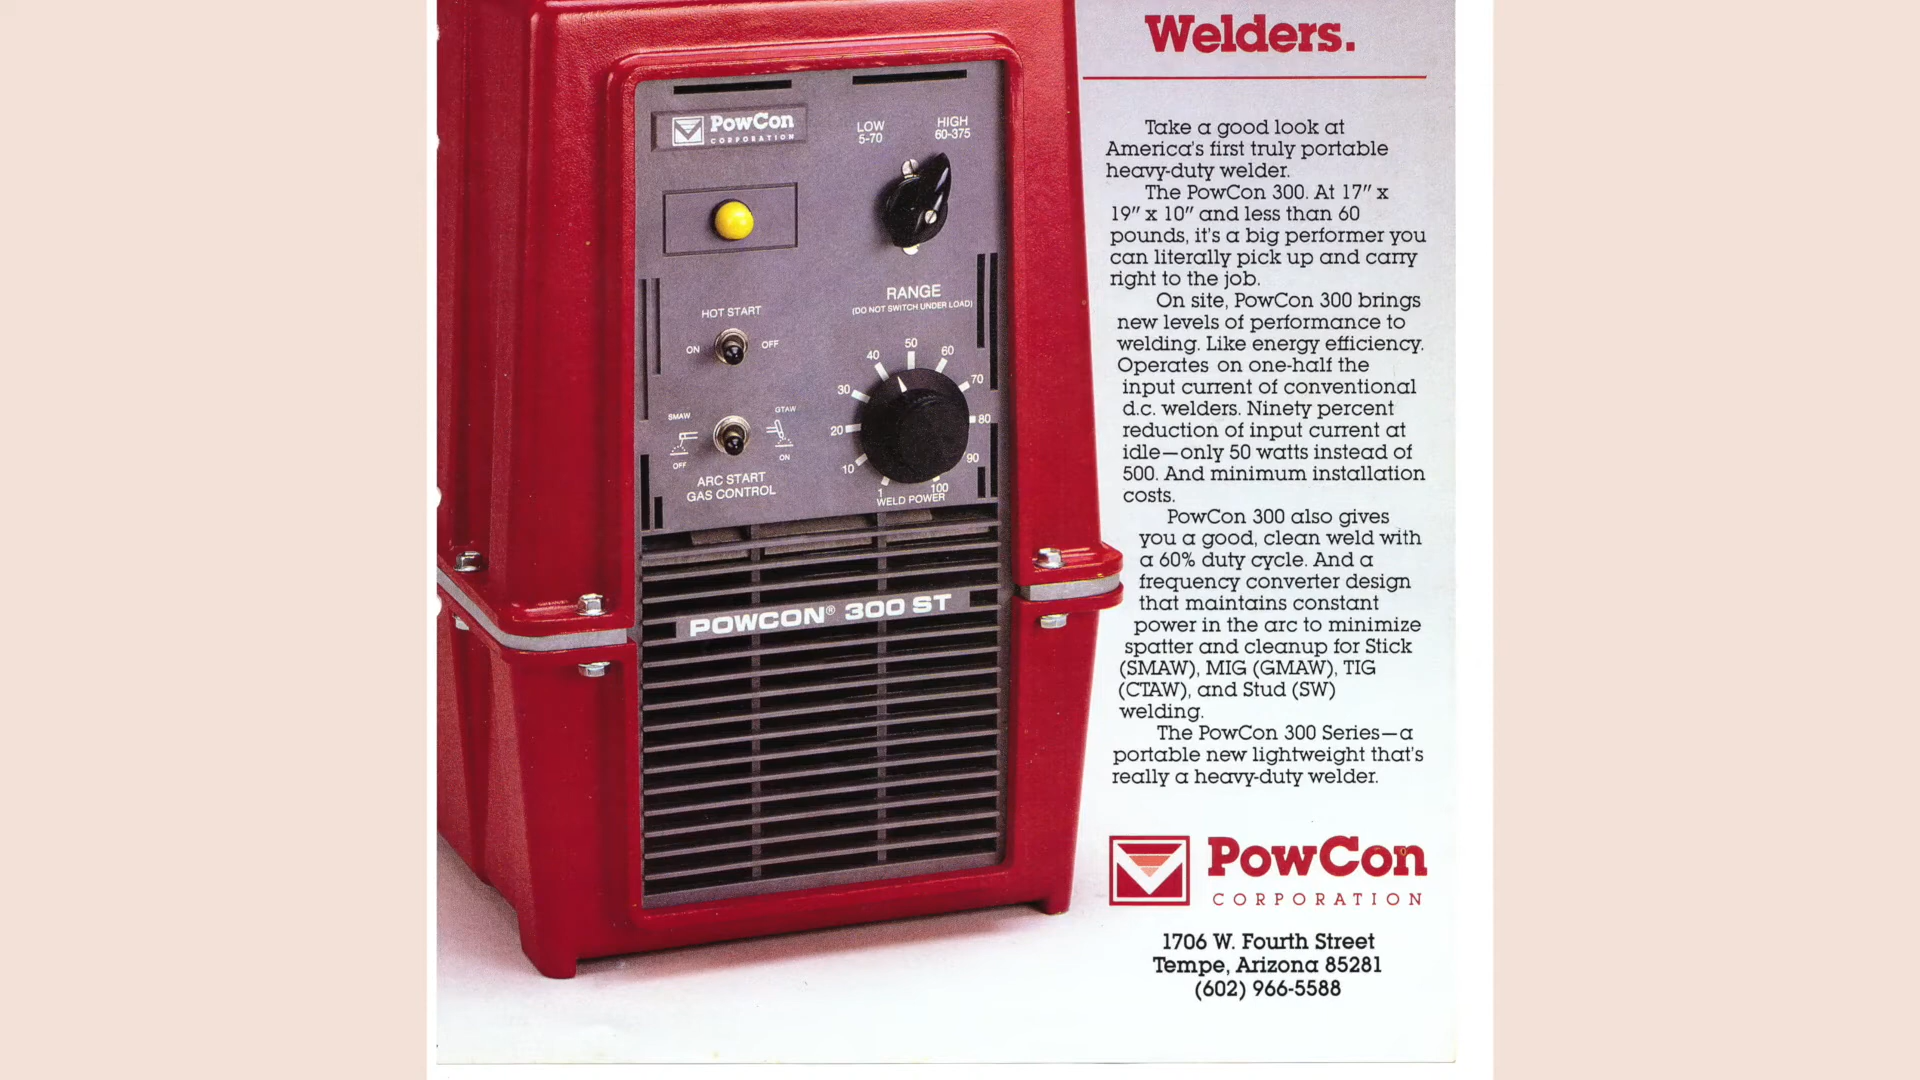 Welders.
PowCon
CORPORATION
LOW
5-70
HIGH
60-375
RANGE
(DO NOT SWITCH UNDER LOAD)
HOT START
ON
OFF
SMAW
OFF
GTAW
ON
ARC START
GAS CONTROL
1
10
20
30
40
50
60
70
80
90
100
WELD POWER
POWCON® 300 ST
Take a good look at
America's first truly portable
heavy-duty welder.
The PowCon 300. At 17" x
19" x 10" and less than 60
pounds, it's a big performer you
can literally pick up and carry
right to the job.
On site, PowCon 300 brings
new levels of performance to
welding. Like energy efficiency.
Operates on one-half the
input current of conventional
d.c. welders. Ninety percent
reduction of input current at
idle—only 50 watts instead of
500. And minimum installation
costs.
PowCon 300 also gives
you a good, clean weld with
a 60% duty cycle. And a
frequency converter design
that maintains constant
power in the arc to minimize
spatter and cleanup for Stick
(SMAW), MIG (GMAW), TIG
(CTAW), and Stud (SW)
welding.
The PowCon 300 Series—a
portable new lightweight that's
really a heavy-duty welder.
PowCon
CORPORATION
1706 W. Fourth Street
Tempe, Arizona 85281
(602) 966-5588